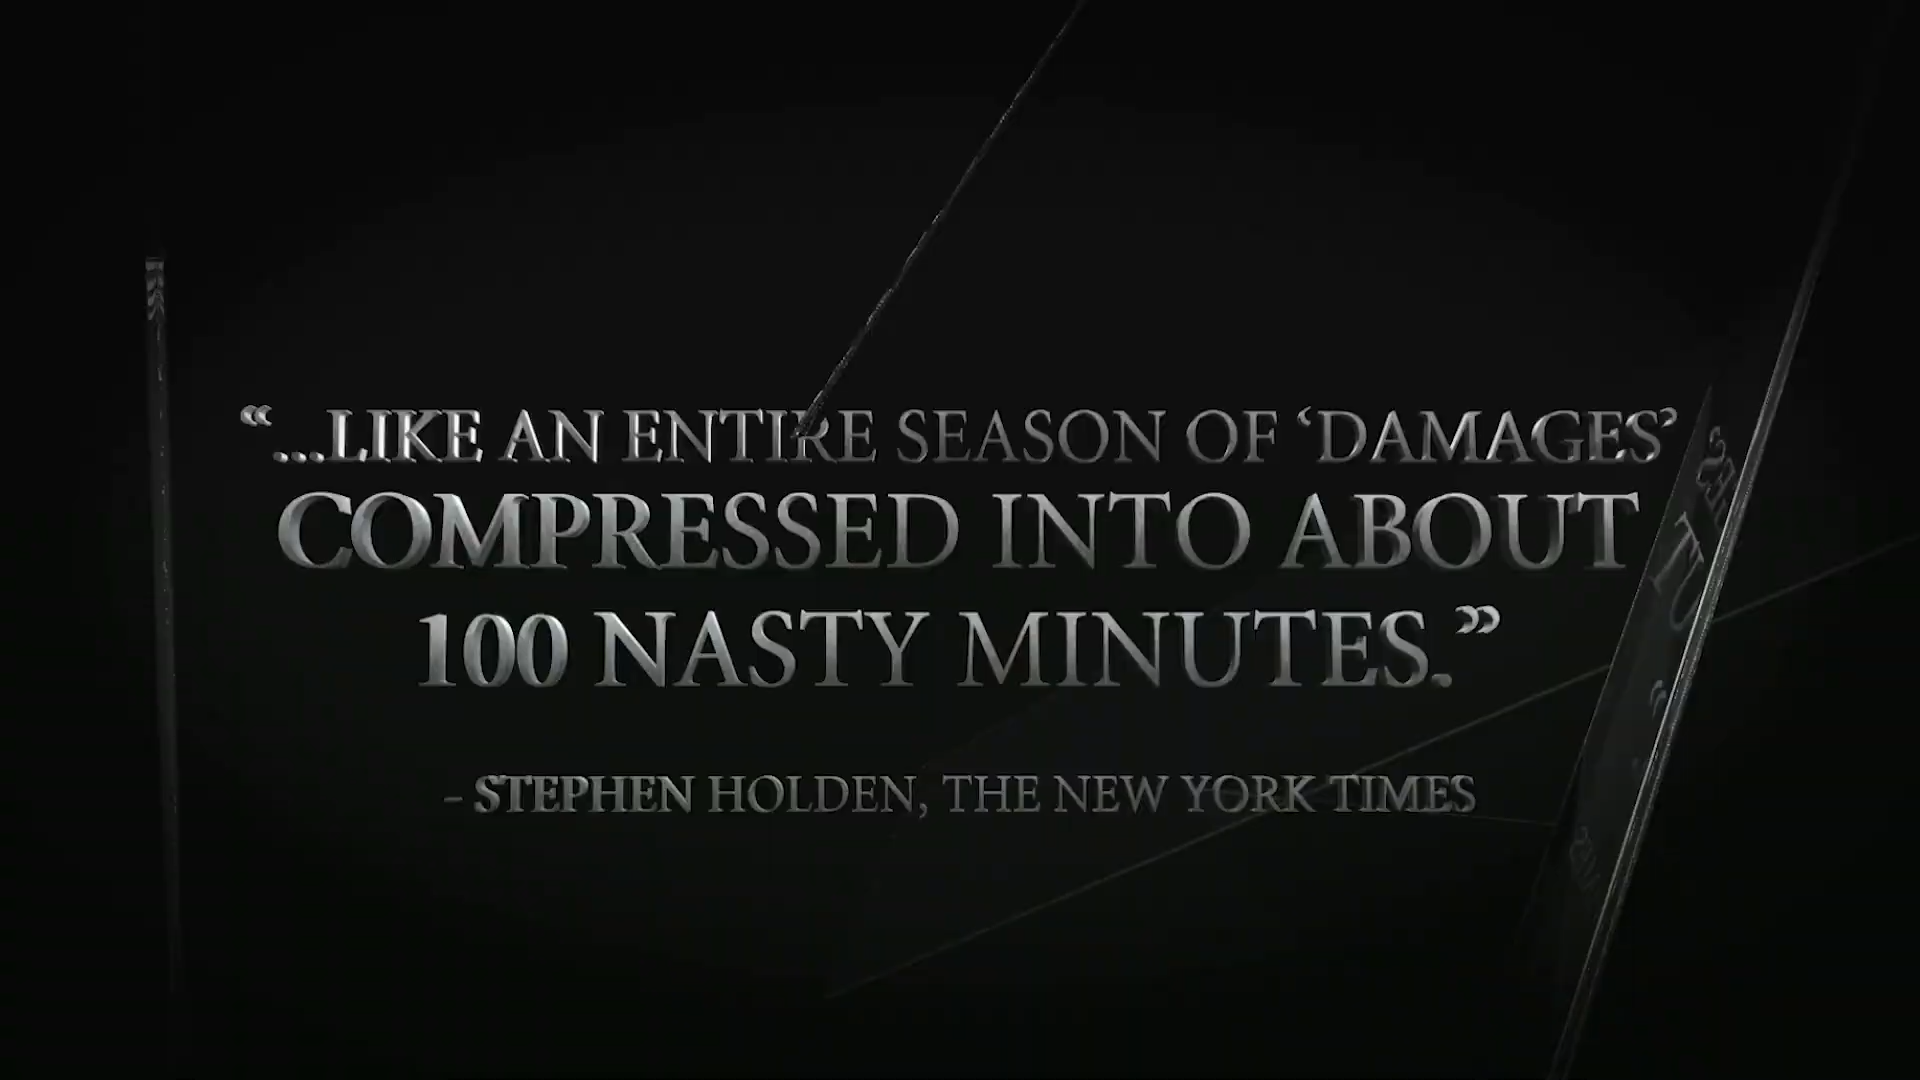 “...LIKE AN ENTIRE SEASON OF ‘DAMAGES’
COMPRESSED INTO ABOUT
100 NASTY MINUTES.”
– STEPHEN HOLDEN, THE NEW YORK TIMES